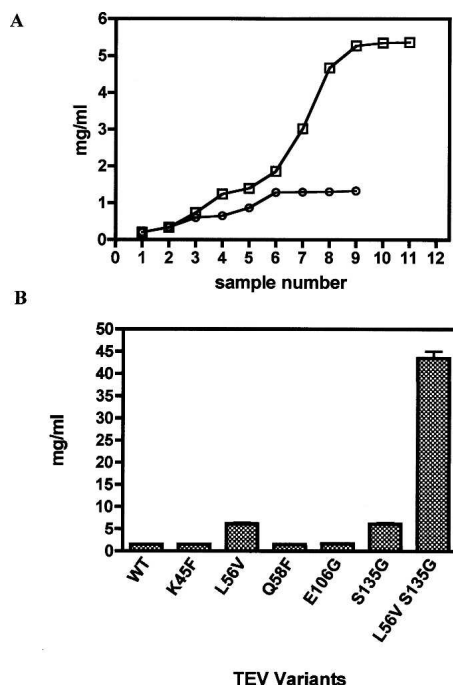 A
6
5
4
3
2
1
0
mg/ml
0 1 2 3 4 5 6 7 8 9 10 11 12
sample number
B
50
45
40
35
30
25
20
15
10
5
0
mg/ml
WT
K45F
L56V
Q58F
E106G
S135G
L56V S135G
TEV Variants